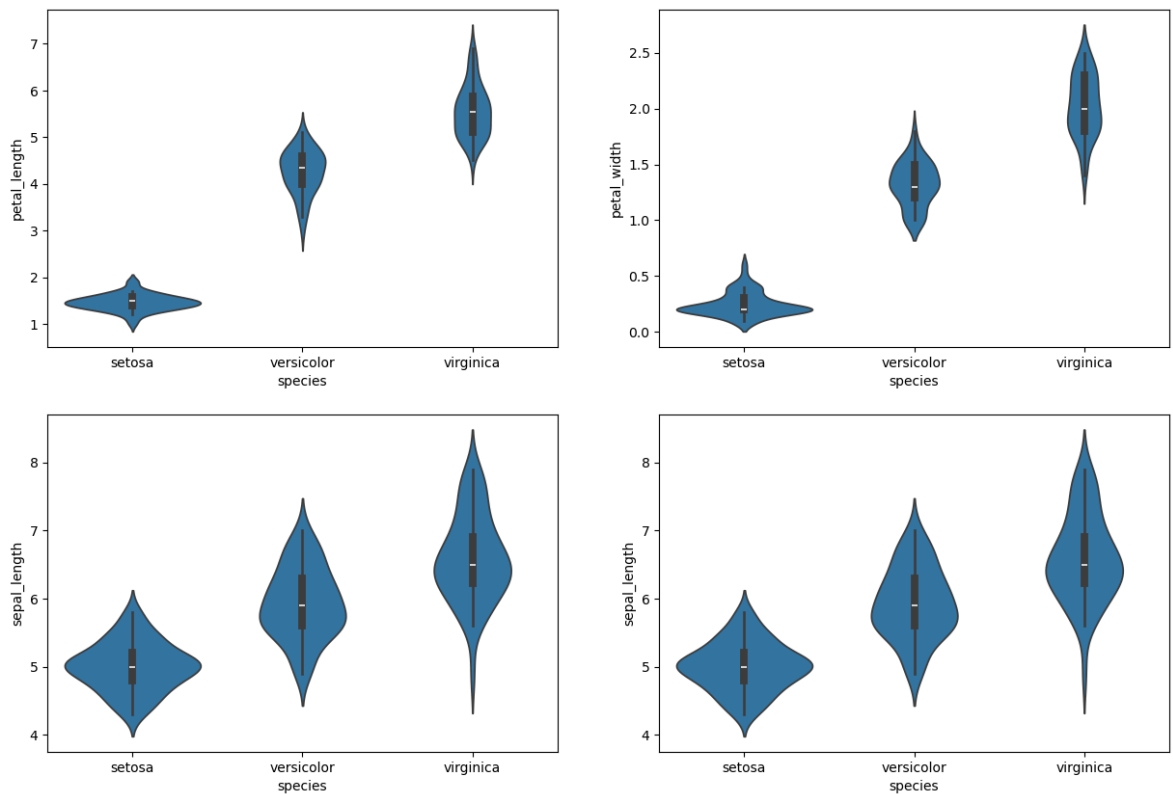 petal_length
7
6
5
4
3
2
1
setosa versicolor virginica
species
petal_width
2.5
2.0
1.5
1.0
0.5
0.0
setosa versicolor virginica
species
sepal_length
8
7
6
5
4
setosa versicolor virginica
species
sepal_length
8
7
6
5
4
setosa versicolor virginica
species